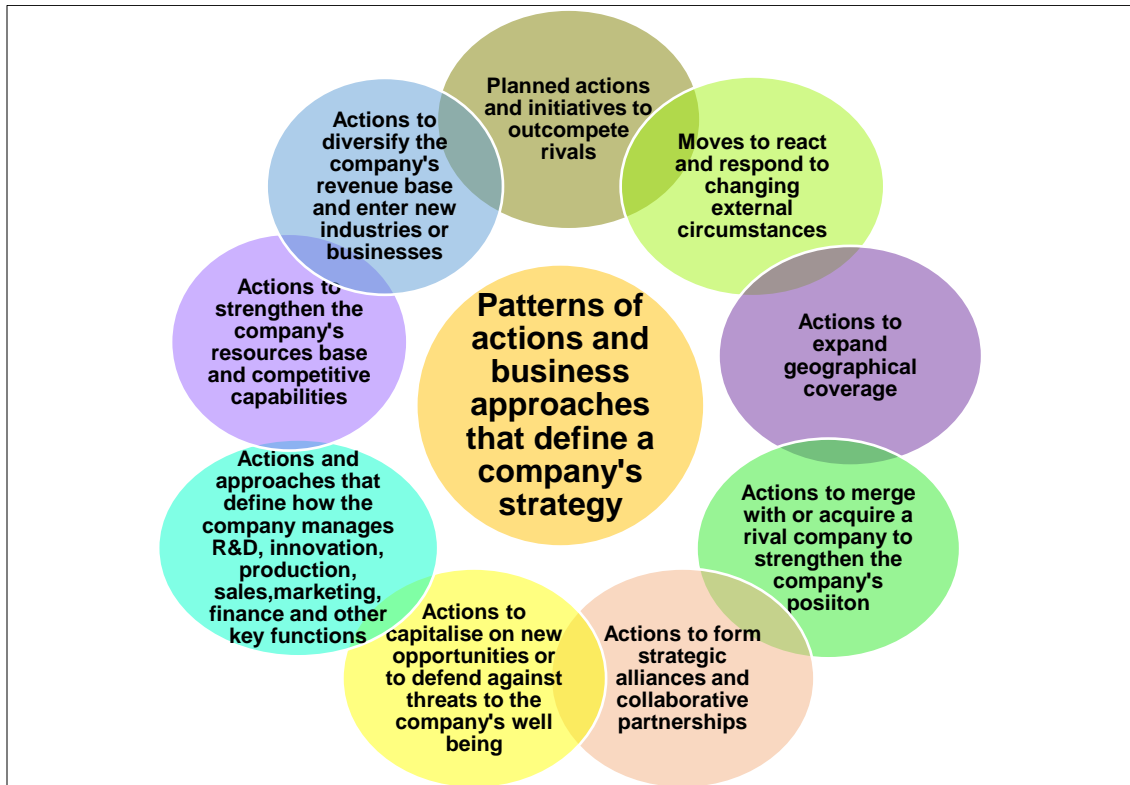 Planned actions
and initiatives to
outcompete
rivals
Moves to react
and respond to
changing
external
circumstances
Actions to
expand
geographical
coverage
Actions to merge
with or acquire a
rival company to
strengthen the
company's
posiiton
Actions to form
strategic
alliances and
collaborative
partnerships
Actions to
capitalise on new
opportunities or
to defend against
threats to the
company's well
being
Actions and
approaches that
define how the
company manages
R&D, innovation,
production,
sales,marketing,
finance and other
key functions
Actions to
strengthen the
company's
resources base
and competitive
capabilities
Actions to
diversify the
company's
revenue base
and enter new
industries or
businesses
Patterns of
actions and
business
approaches
that define a
company's
strategy